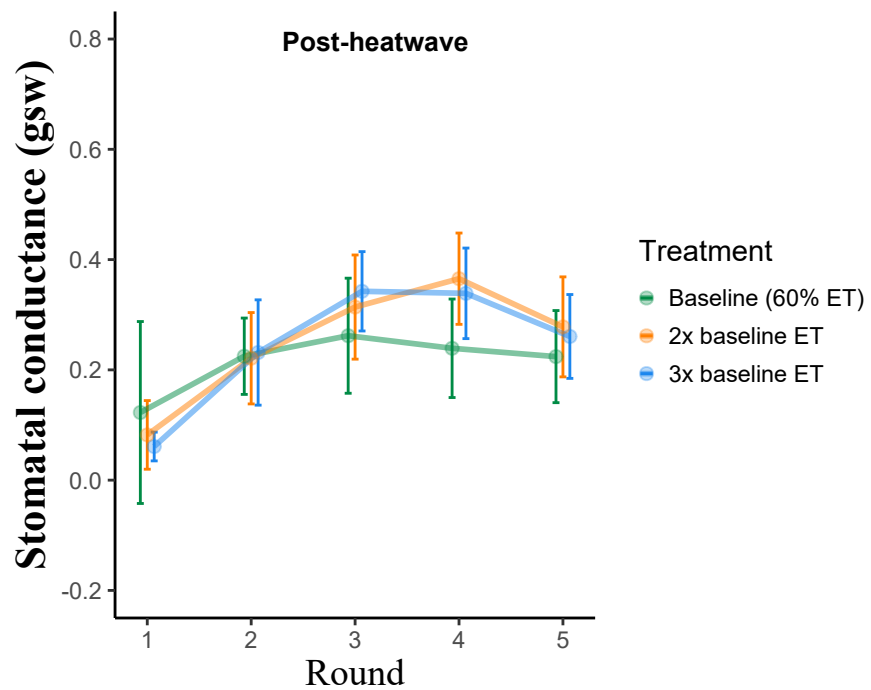 Post-heatwave
Stomatal conductance (gsw)
0.8
0.6
0.4
0.2
0.0
-0.2
1 2 3 4 5
Round
Treatment
Baseline (60% ET)
2x baseline ET
3x baseline ET